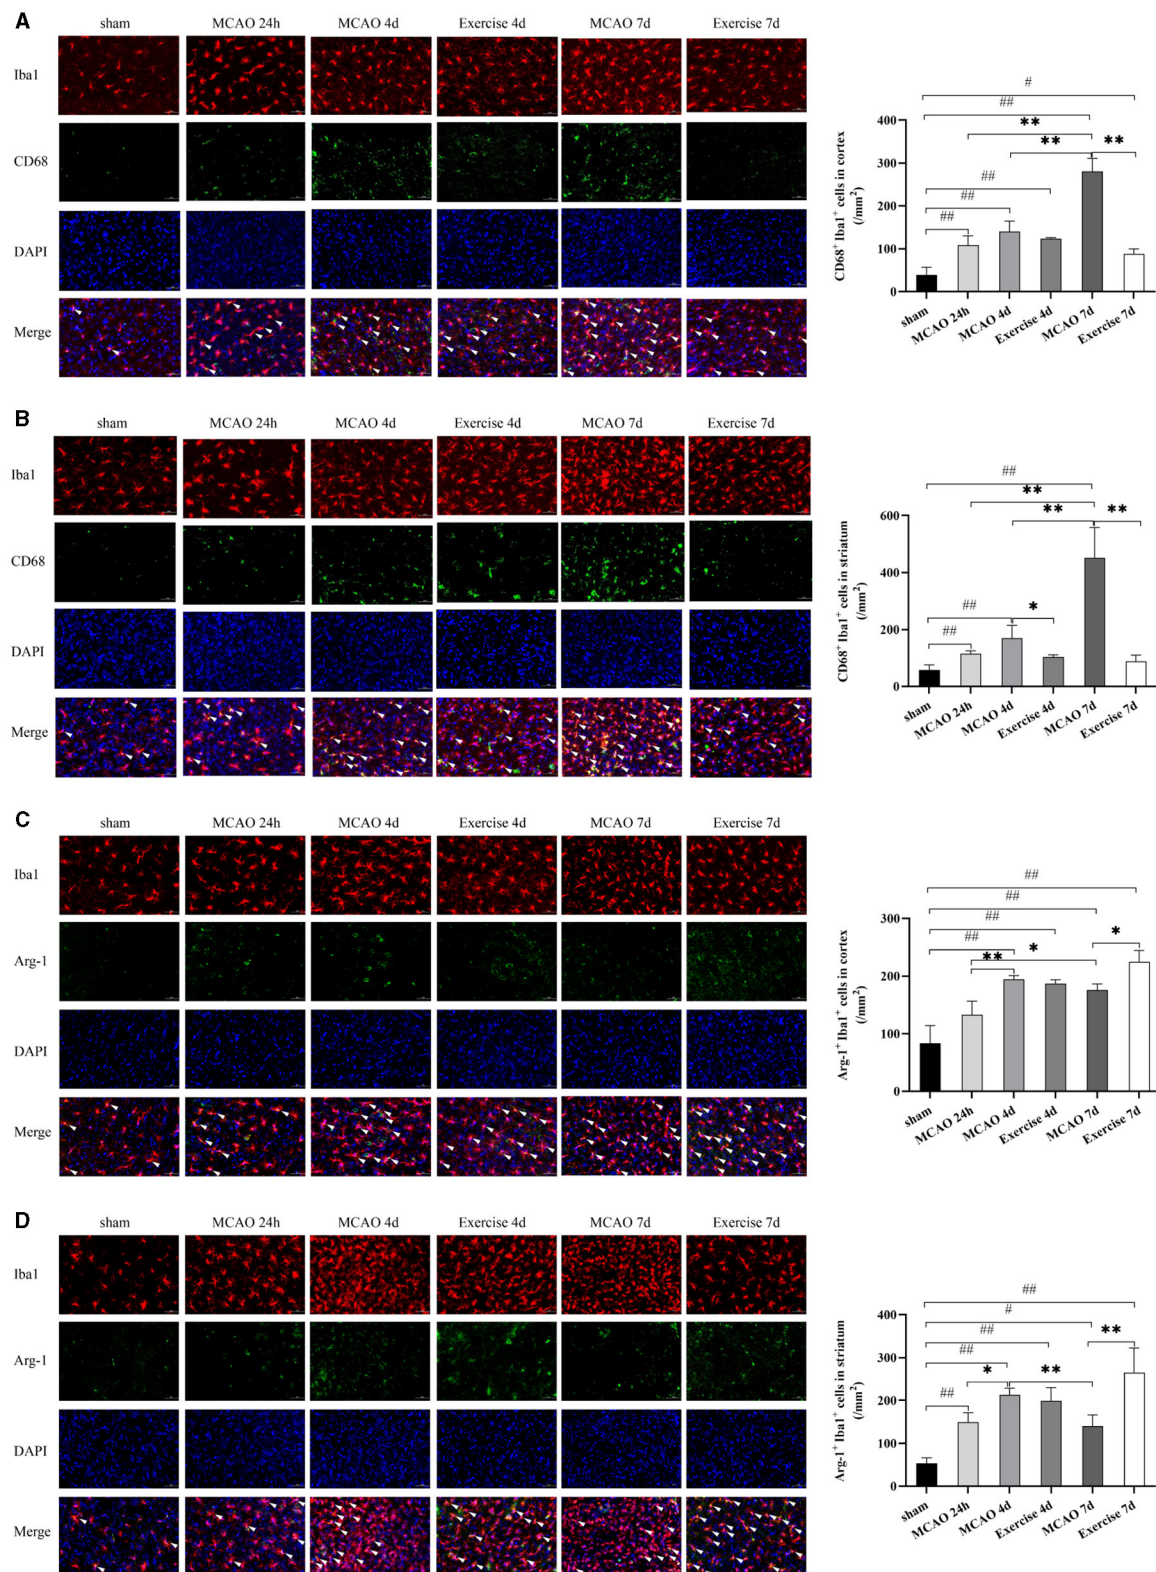 A
sham MCAO 24h MCAO 4d Exercise 4d MCAO 7d Exercise 7d
Iba1
CD68
DAPI
Merge
#
##
**
** **
##
##
##
CD68+ Iba1+ cells in cortex
(/mm²)
400
300
200
100
0
sham MCAO 24h MCAO 4d Exercise 4d MCAO 7d Exercise 7d
B
sham MCAO 24h MCAO 4d Exercise 4d MCAO 7d Exercise 7d
Iba1
CD68
DAPI
Merge
##
**
** **
## *
##
CD68+ Iba1+ cells in striatum
(/mm²)
600
400
200
0
sham MCAO 24h MCAO 4d Exercise 4d MCAO 7d Exercise 7d
C
sham MCAO 24h MCAO 4d Exercise 4d MCAO 7d Exercise 7d
Iba1
Arg-1
DAPI
Merge
##
##
##
## * *
**
Arg-1+ Iba1+ cells in cortex
(/mm²)
300
200
100
0
sham MCAO 24h MCAO 4d Exercise 4d MCAO 7d Exercise 7d
D
sham MCAO 24h MCAO 4d Exercise 4d MCAO 7d Exercise 7d
Iba1
Arg-1
DAPI
Merge
##
#
## **
##
* **
##
Arg-1+ Iba1+ cells in striatum
(/mm²)
400
300
200
100
0
sham MCAO 24h MCAO 4d Exercise 4d MCAO 7d Exercise 7d